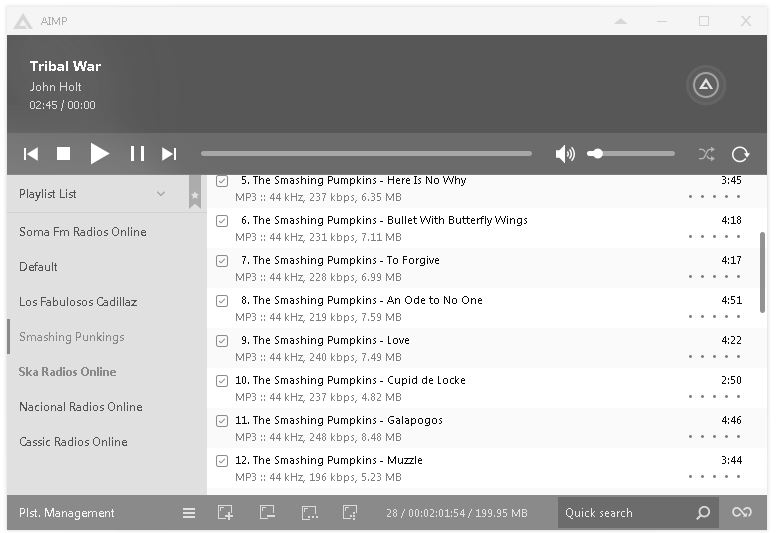 AIMP
Tribal War
John Holt
02:45 / 00:00
Playlist List
Soma Fm Radios Online
Default
Los Fabulosos Cadillaz
Smashing Punkings
Ska Radios Online
Nacional Radios Online
Cassic Radios Online
5. The Smashing Pumpkins - Here Is No Why 3:45
MP3 :: 44 kHz, 237 kbps, 6.35 MB
6. The Smashing Pumpkins - Bullet With Butterfly Wings 4:18
MP3 :: 44 kHz, 231 kbps, 7.11 MB
7. The Smashing Pumpkins - To Forgive 4:17
MP3 :: 44 kHz, 228 kbps, 6.99 MB
8. The Smashing Pumpkins - An Ode to No One 4:51
MP3 :: 44 kHz, 219 kbps, 7.59 MB
9. The Smashing Pumpkins - Love 4:22
MP3 :: 44 kHz, 240 kbps, 7.49 MB
10. The Smashing Pumpkins - Cupid de Locke 2:50
MP3 :: 44 kHz, 237 kbps, 4.82 MB
11. The Smashing Pumpkins - Galapogos 4:46
MP3 :: 44 kHz, 248 kbps, 8.48 MB
12. The Smashing Pumpkins - Muzzle 3:44
MP3 :: 44 kHz, 196 kbps, 5.23 MB
Plst. Management
28 / 00:02:01:54 / 199.95 MB
Quick search